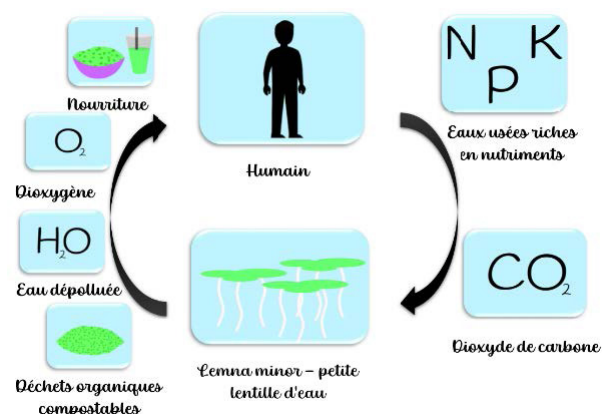 Nourriture
O₂
Dioxygène
H₂O
Eau dépolluée
Déchets organiques
compostables
Humain
Lemna minor – petite
lentille d'eau
N K
P
Eaux usées riches
en nutriments
CO₂
Dioxyde de carbone